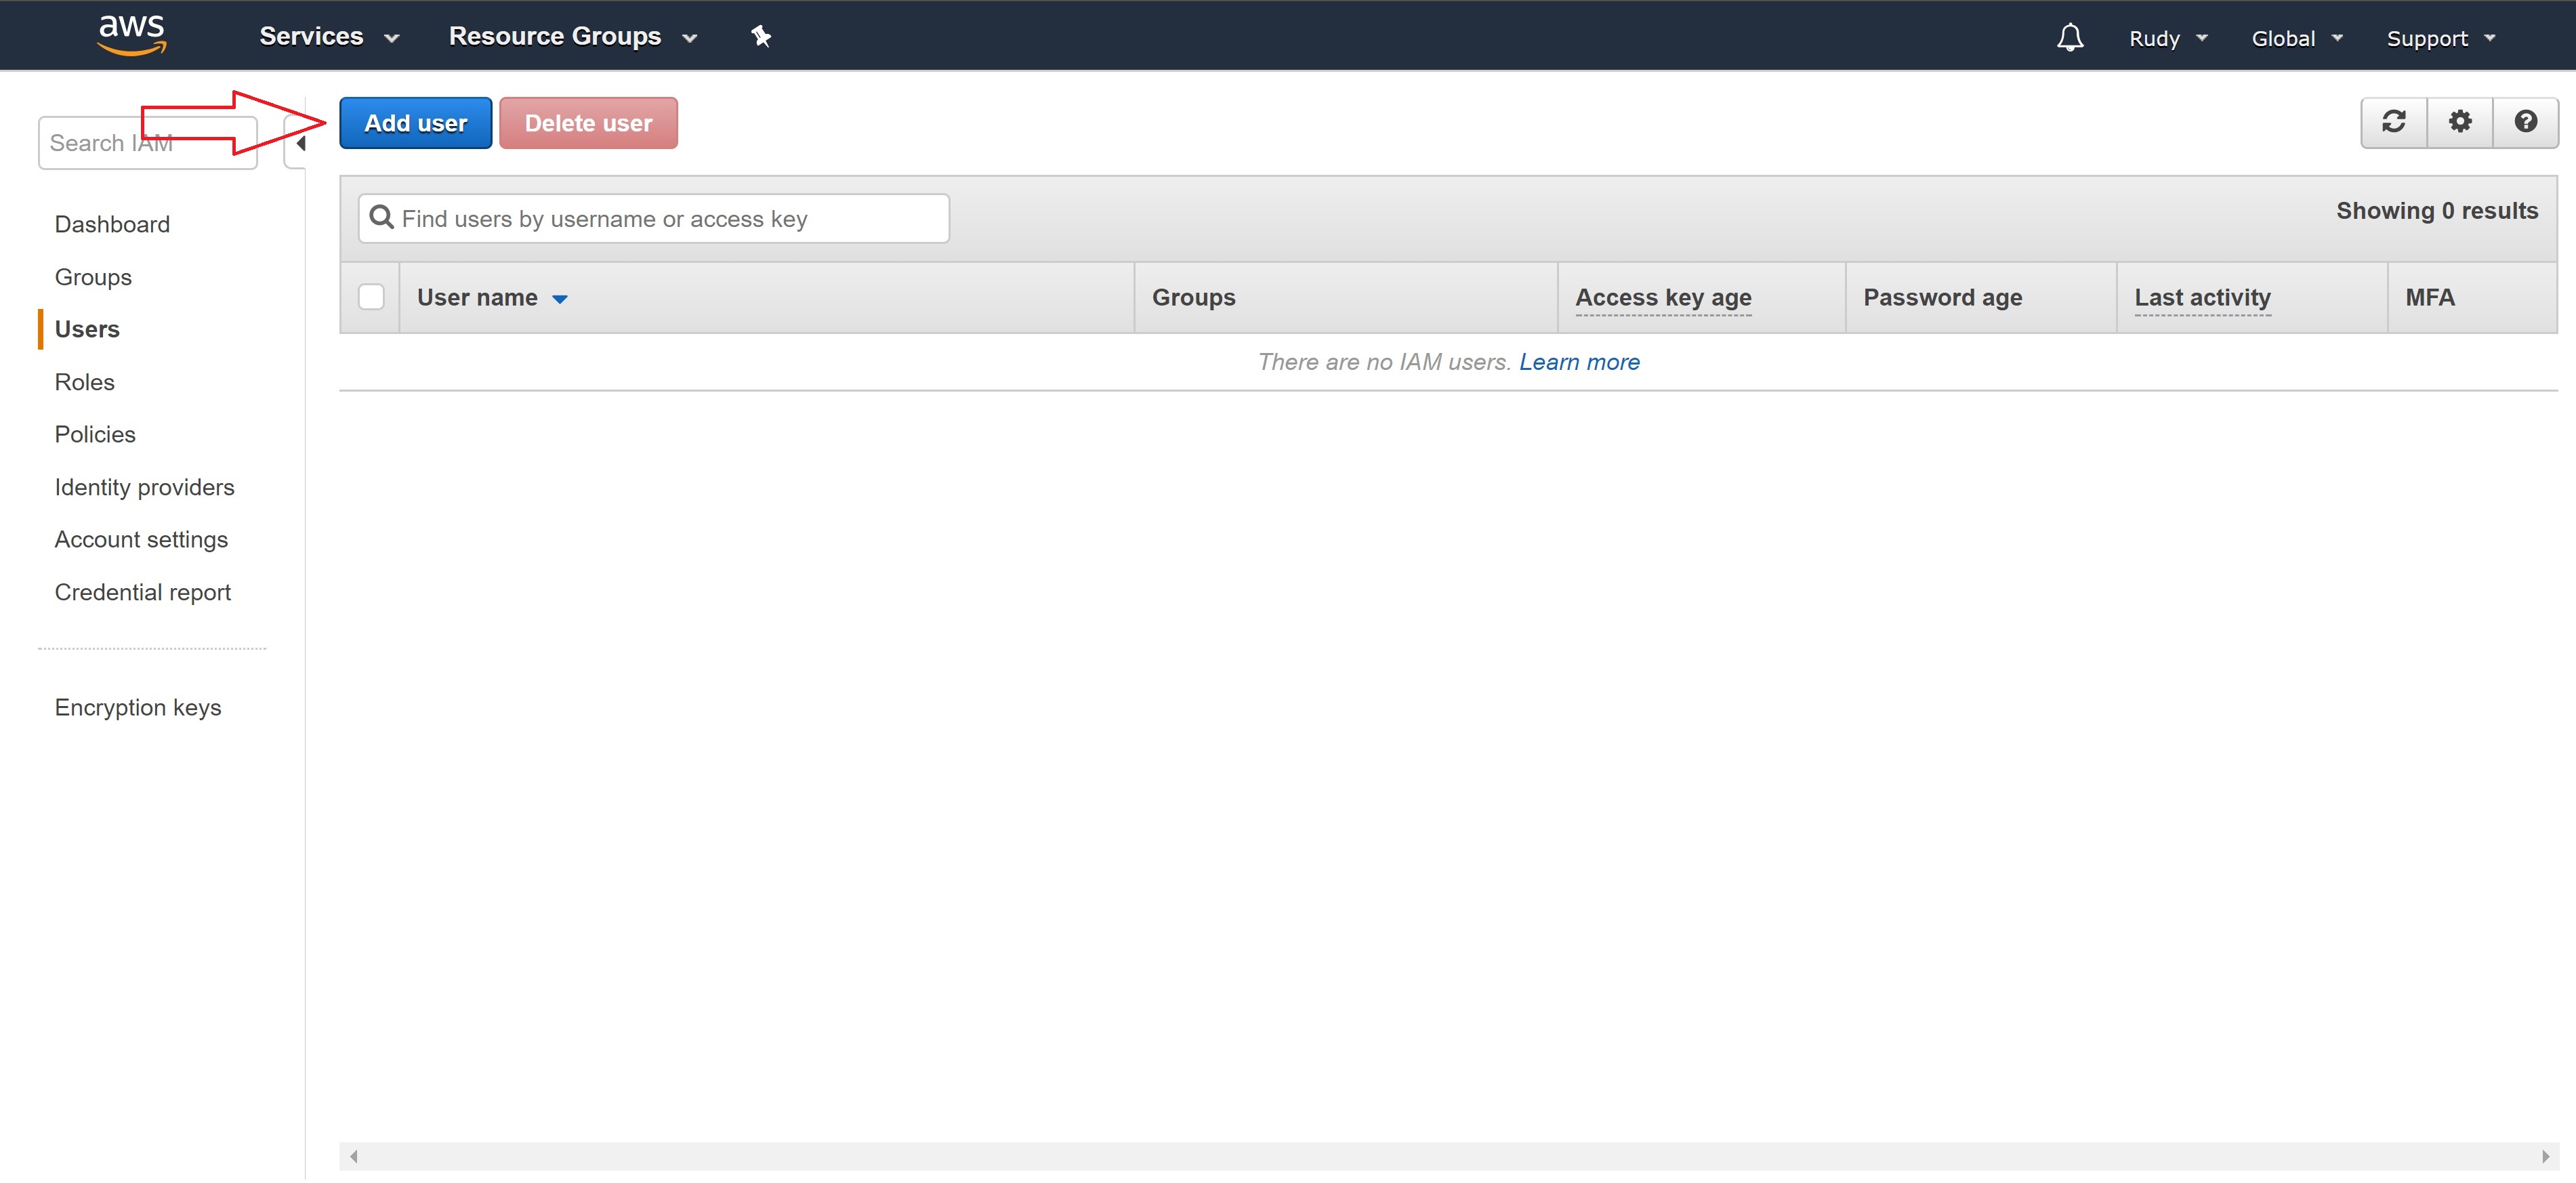 aws Services Resource Groups Rudy Global Support
Search IAM
Add user Delete user
Dashboard
Groups
Users
Roles
Policies
Identity providers
Account settings
Credential report
Encryption keys
Find users by username or access key Showing 0 results
User name Groups Access key age Password age Last activity MFA
There are no IAM users. Learn more